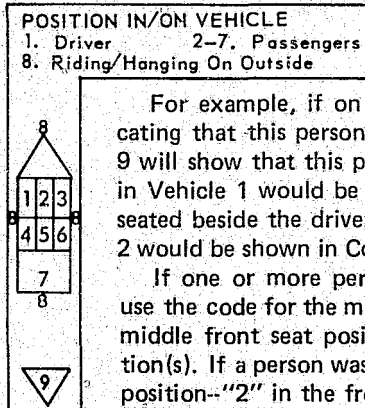 POSITION IN/ON VEHICLE
1. Driver 2-7. Passengers
8. Riding/Hanging On Outside
For example, if on
cating that this person
9 will show that this p
in Vehicle 1 would be
seated beside the drive
2 would be shown in Co
If one or more per
use the code for the m
middle front seat posi
tion(s). If a person was
position--"2" in the fro
8
1 2 3
8 8
4 5 6
7
8
9